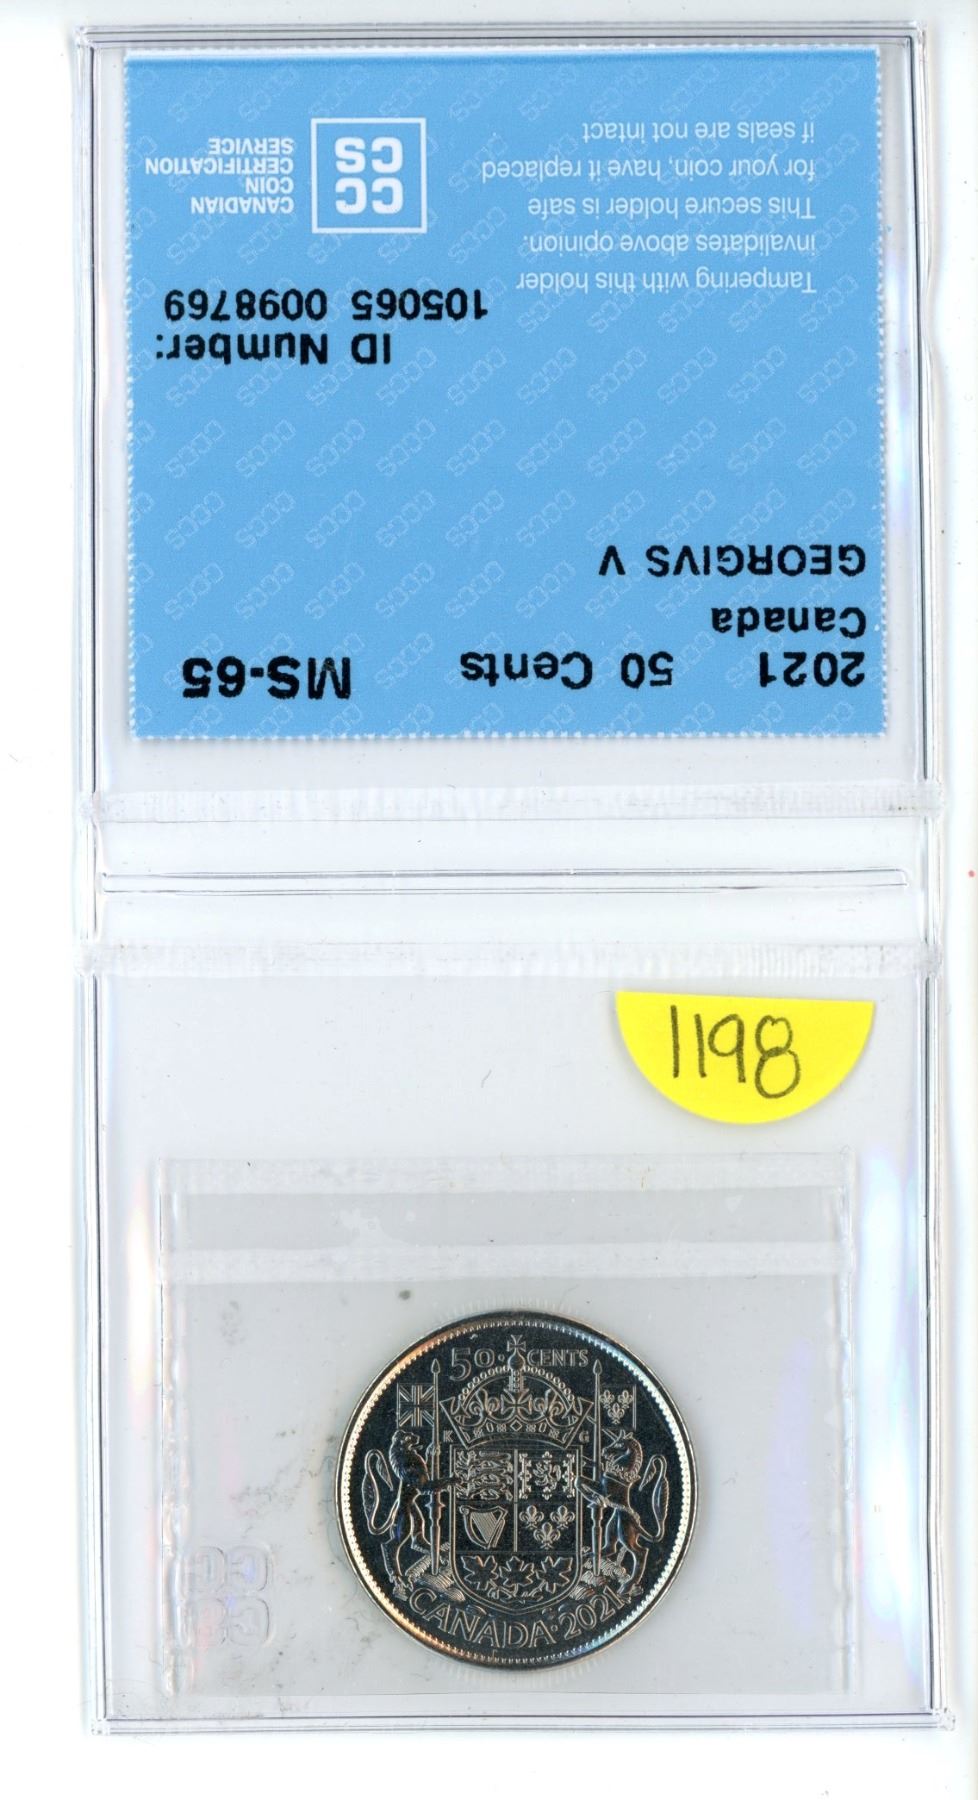 2021 50 Cents MS-65
Canada
GEORGIVS V
ID Number:
105065 0098769
Tampering with this holder
invalidates above opinion.
This secure holder is safe
for your coin, have it replaced
if seals are not intact
CC
CS
CANADIAN
COIN
CERTIFICATION
SERVICE
1198
50 · CENTS
K G
CANADA · 2021